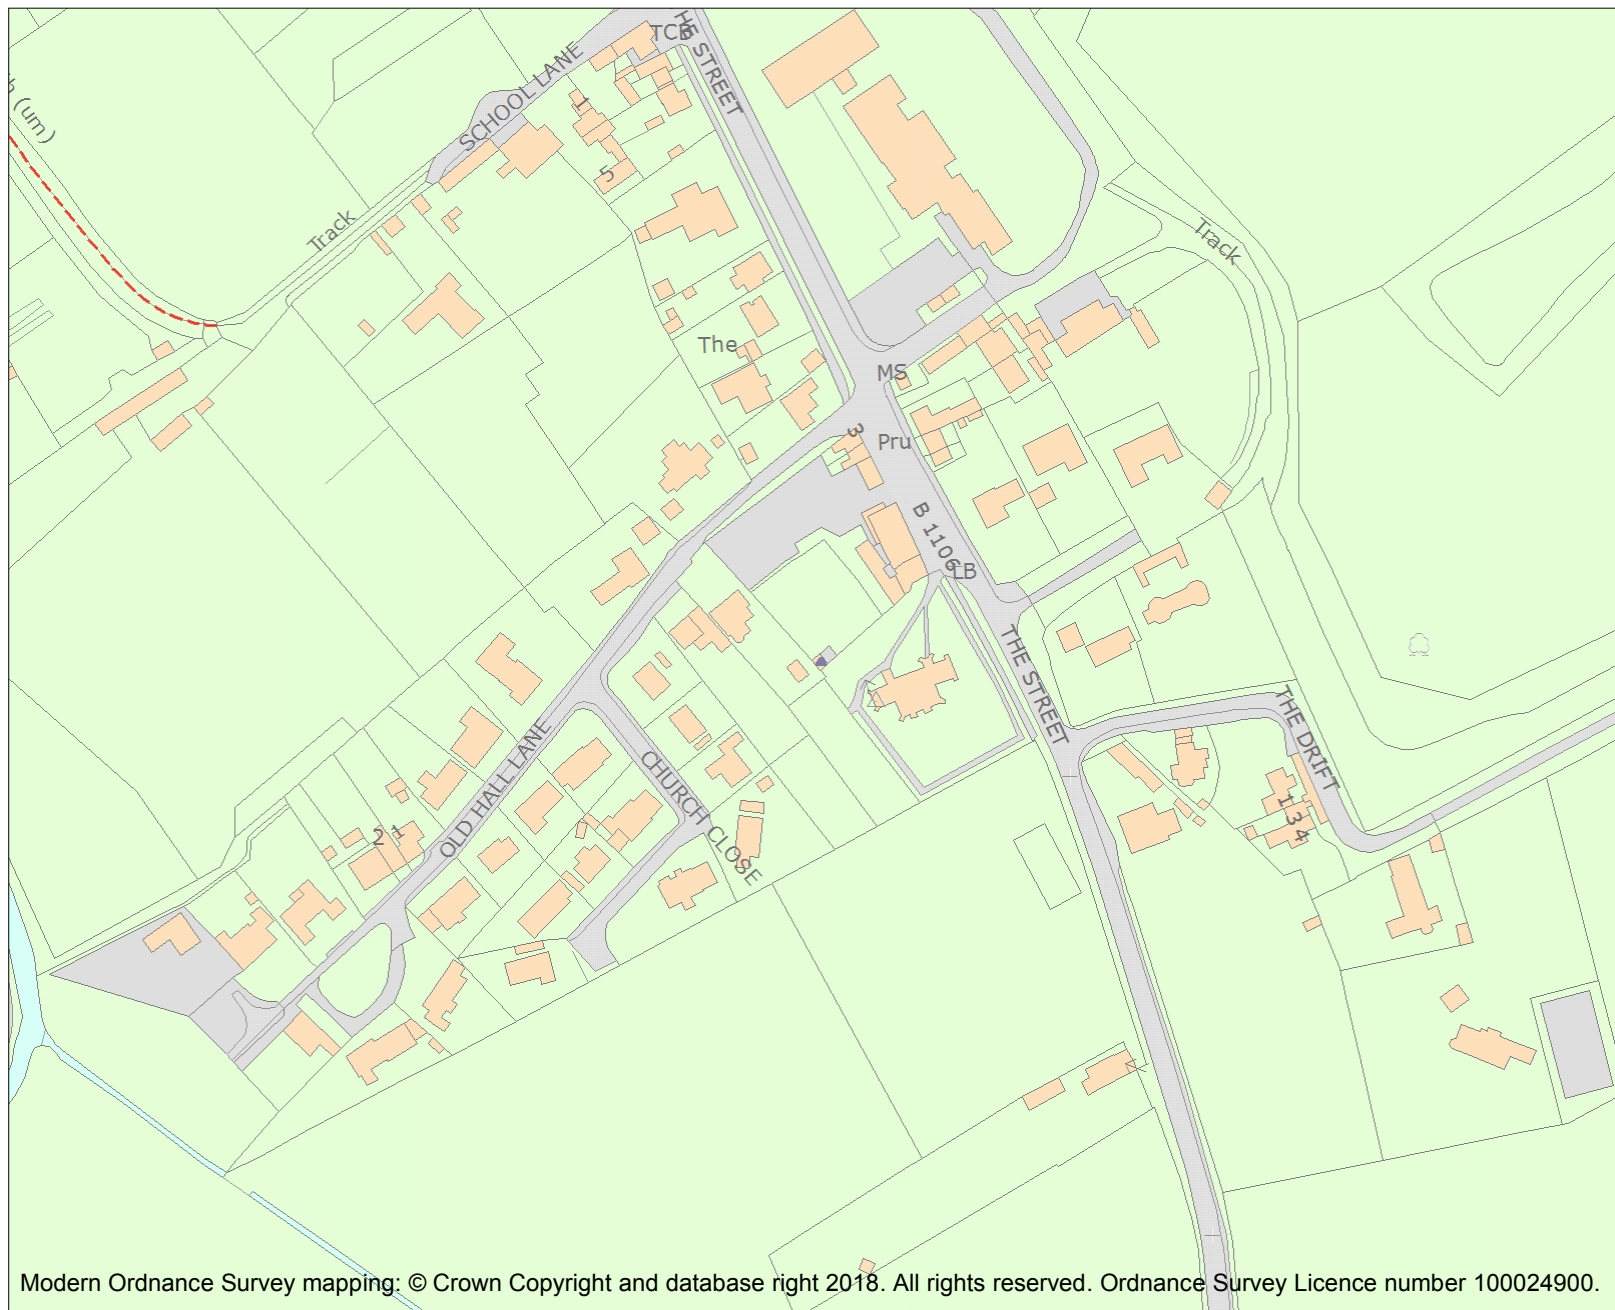 TCB
HE STREET
SCHOOL LANE
1
5
(um)
Track
Track
The
MS
3
Pru
B 1106
LB
THE STREET
THE DRIFT
OLD HALL LANE
CHURCH CLOSE
2 1
1 3 4
Modern Ordnance Survey mapping: © Crown Copyright and database right 2018. All rights reserved. Ordnance Survey Licence number 100024900.